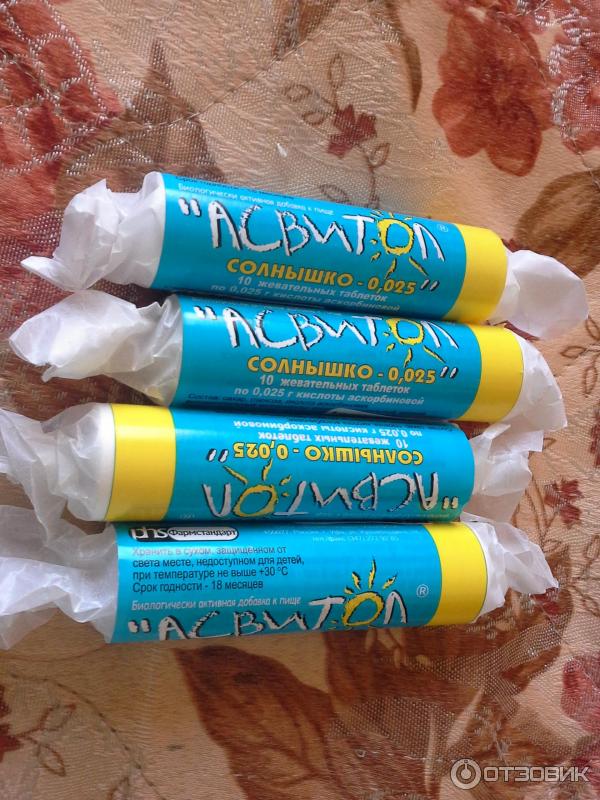 Биологически активная добавка к пище
"АСВИТОЛ ®
СОЛНЫШКО - 0,025"
10 жевательных таблеток
по 0,025 г кислоты аскорбиновой
"АСВИТОЛ
СОЛНЫШКО - 0,025"
10 жевательных таблеток
по 0,025 г кислоты аскорбиновой
Состав: сахар,
"АСВИТОЛ
СОЛНЫШКО - 0,025
10 жевательных таблеток
по 0,025 г кислоты аскорбиновой
phs Фармстандарт
Хранить в сухом, защищенном от
света месте, недоступном для детей,
при температуре не выше +30 °С
Срок годности - 18 месяцев
Биологически активная добавка к пище
"АСВИТОЛ ®
ОТЗОВИК